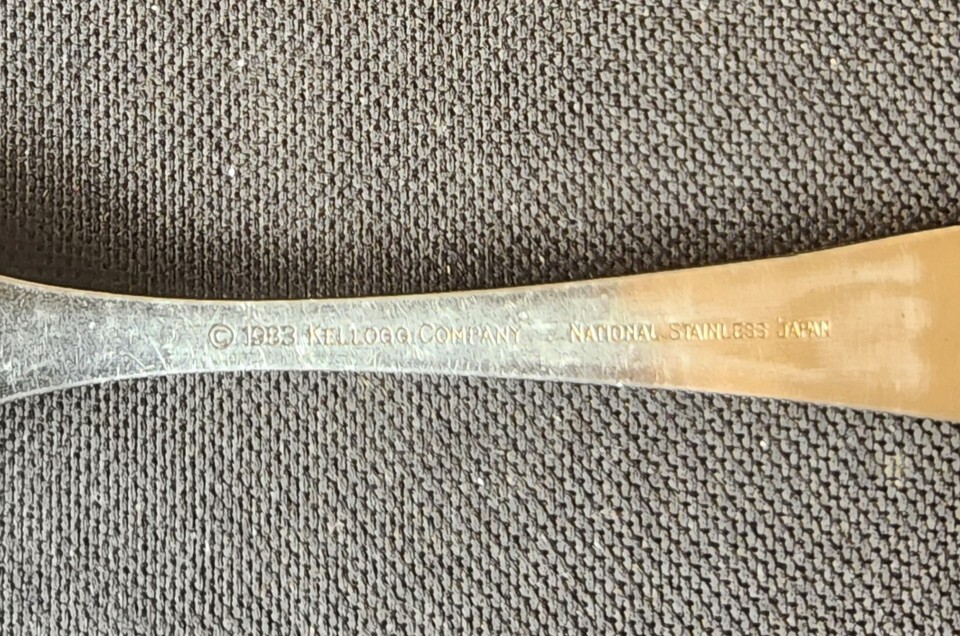 © 1983 KELLOGG COMPANY NATIONAL STAINLESS JAPAN